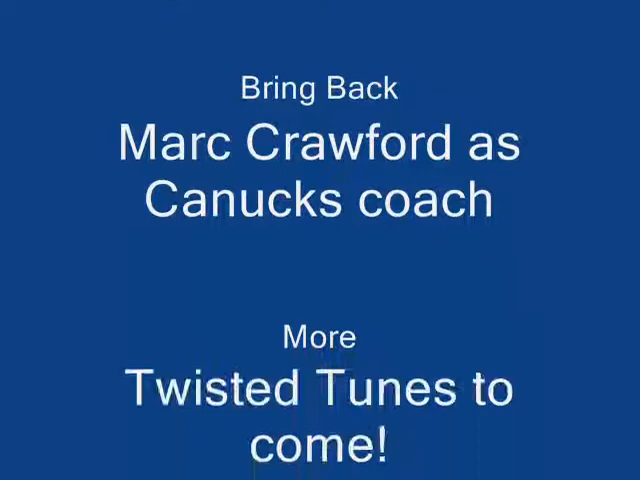 Bring Back
Marc Crawford as
Canucks coach
More
Twisted Tunes to
come!